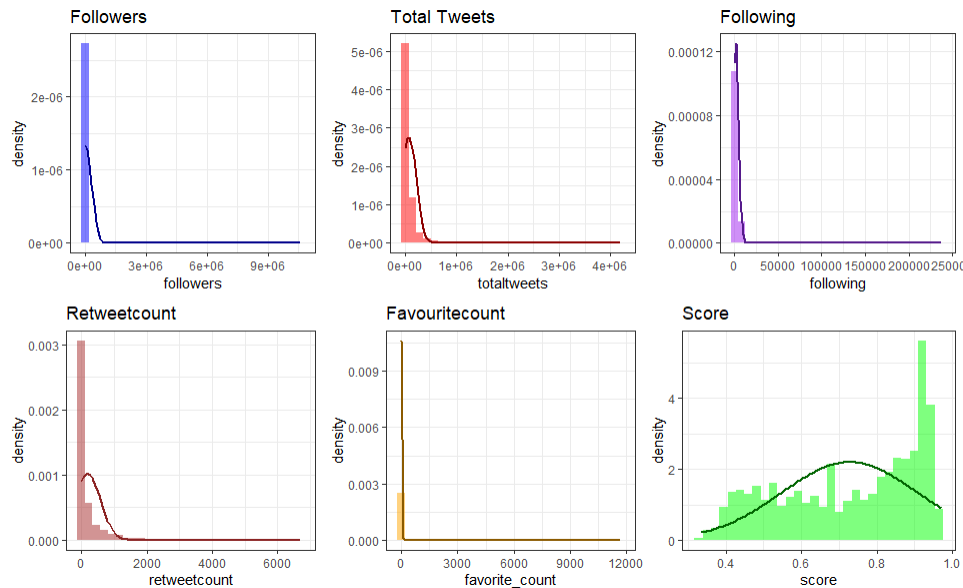 Followers
density
2e-06
1e-06
0e+00
0e+00 3e+06 6e+06 9e+06
followers
Total Tweets
density
5e-06
4e-06
3e-06
2e-06
1e-06
0e+00
0e+00 1e+06 2e+06 3e+06 4e+06
totaltweets
Following
density
0.00012
0.00008
0.00004
0.00000
0 50000 100000 150000 200000 25000
following
Retweetcount
density
0.003
0.002
0.001
0.000
0 2000 4000 6000
retweetcount
Favouritecount
density
0.009
0.006
0.003
0.000
0 3000 6000 9000 12000
favorite_count
Score
density
4
2
0
0.4 0.6 0.8 1.0
score